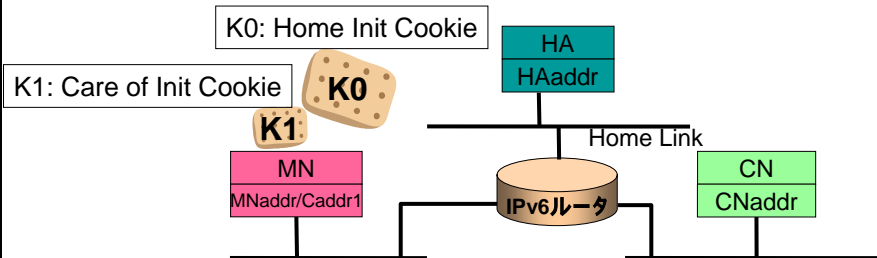 K0: Home Init Cookie
K1: Care of Init Cookie
K0
K1
HA
HAaddr
Home Link
MN
MNaddr/Caddr1
IPv6ルータ
CN
CNaddr